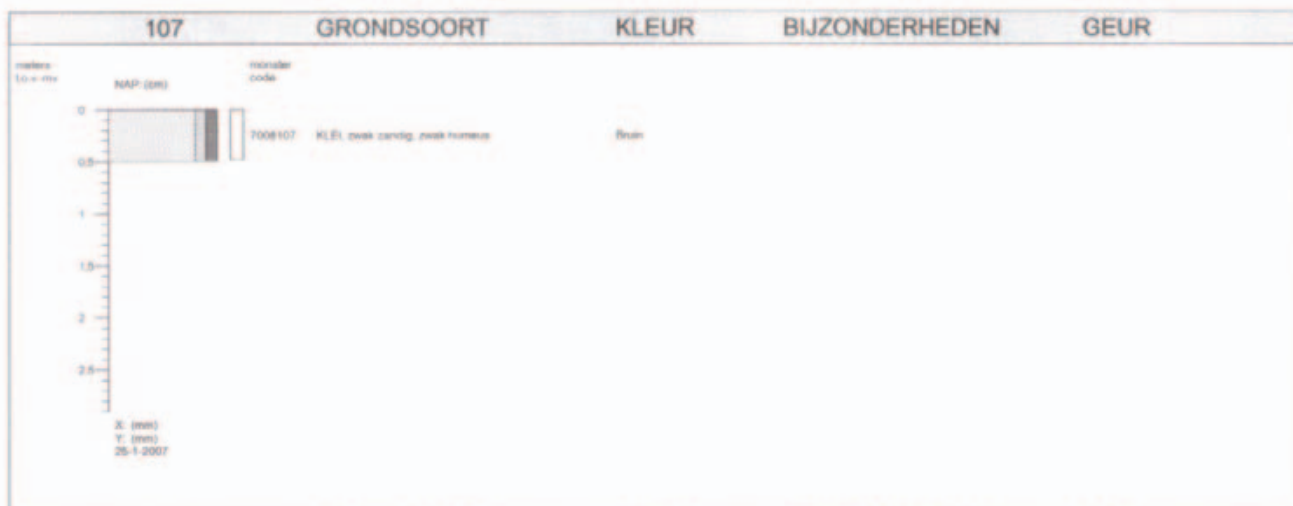 107 GRONDSOORT KLEUR BIJZONDERHEDEN GEUR
meters monster
t.o.v. mv code
NAP: (cm)
0
7008107 KLEI, zwak zandig, zwak humeus Bruin
0.5
1
1.5
2
2.5
X: (mm)
Y: (mm)
25-1-2007